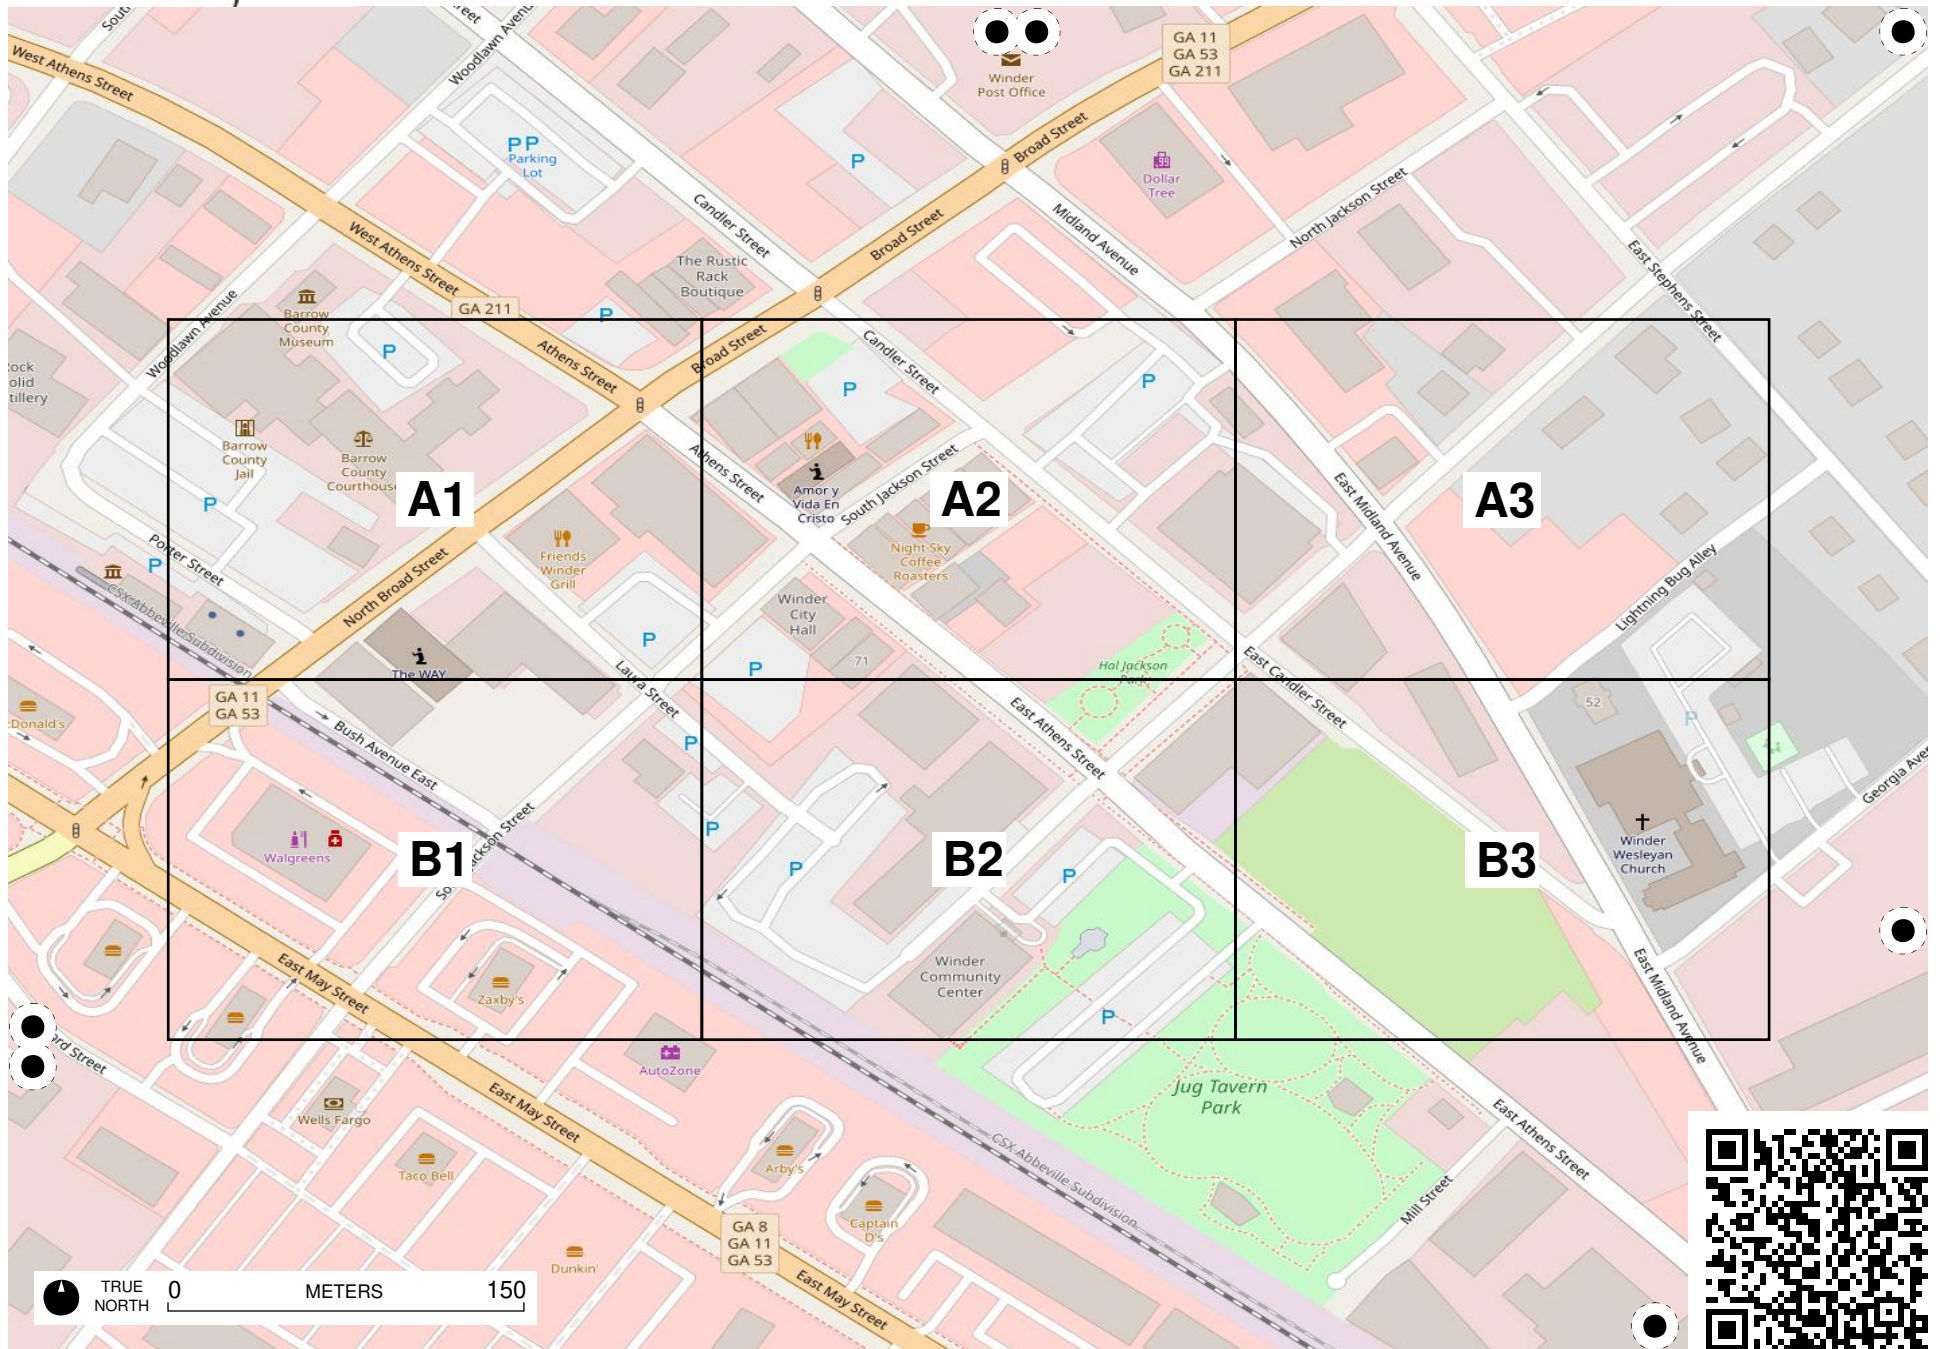 West Athens Street
Woodlawn Avenue
GA 11
GA 53
GA 211
Winder
Post Office
Broad Street
Parking
Lot
P P
P
Dollar
Tree
Candler Street
Midland Avenue
North Jackson Street
Broad Street
West Athens Street
The Rustic
Rack
Boutique
East Stephens Street
Woodlawn Avenue
Barrow
County
Museum
GA 211
P
P
Athens Street
Broad Street
Candler Street
P
P
Barrow
County
Jail
Barrow
County
Courthouse
P
A1
Athens Street
Amor y
Vida En
Cristo
South Jackson Street
A2
East Midland Avenue
A3
Porter Street
P
CSX Abbeville Subdivision
North Broad Street
Friends
Winder
Grill
Night-Sky
Coffee
Roasters
Winder
City
Hall
71
P
P
The WAY
Laura Street
Hal Jackson
Park
East Candler Street
Lightning Bug Alley
52
P
GA 11
GA 53
Bush Avenue East
P
East Athens Street
Georgia Ave
Walgreens
B1
P
P
B2
P
B3
Winder
Wesleyan
Church
East May Street
Zaxby's
Winder
Community
Center
P
East Midland Avenue
AutoZone
Wells Fargo
East May Street
Taco Bell
Arby's
Jug Tavern
Park
East Athens Street
CSX Abbeville Subdivision
Mill Street
Captain
D's
GA 8
GA 11
GA 53
Dunkin'
East May Street
TRUE
NORTH
0
METERS
150